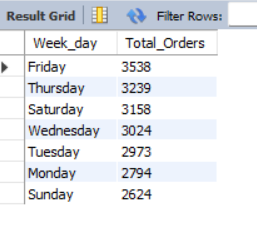 Result Grid Filter Rows:
Week_day Total_Orders
Friday 3538
Thursday 3239
Saturday 3158
Wednesday 3024
Tuesday 2973
Monday 2794
Sunday 2624